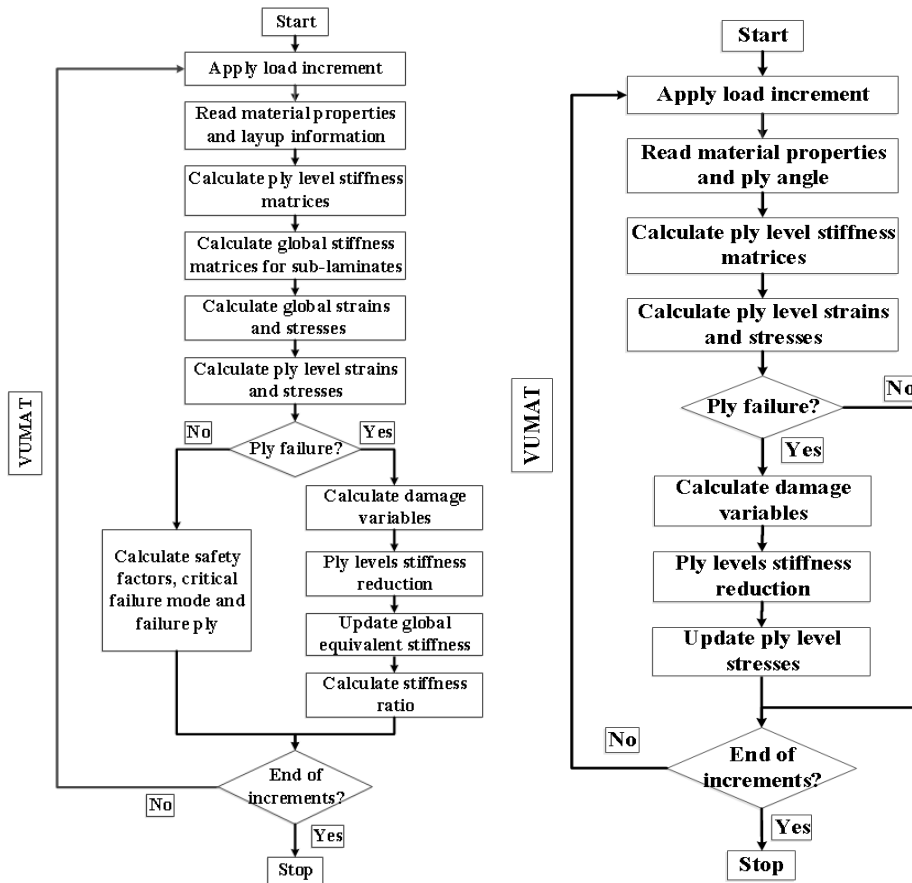 Start
Apply load increment
Read material properties
and layup information
Calculate ply level stiffness
matrices
Calculate global stiffness
matrices for sub-laminates
Calculate global strains
and stresses
Calculate ply level strains
and stresses
VUMAT
No
Ply failure?
Yes
Calculate safety
factors, critical
failure mode and
failure ply
Calculate damage
variables
Ply levels stiffness
reduction
Update global
equivalent stiffness
Calculate stiffness
ratio
End of
increments?
No
Yes
Stop
Start
Apply load increment
Read material properties
and ply angle
Calculate ply level stiffness
matrices
Calculate ply level strains
and stresses
VUMAT
Ply failure?
No
Yes
Calculate damage
variables
Ply levels stiffness
reduction
Update ply level
stresses
No
End of
increments?
Yes
Stop